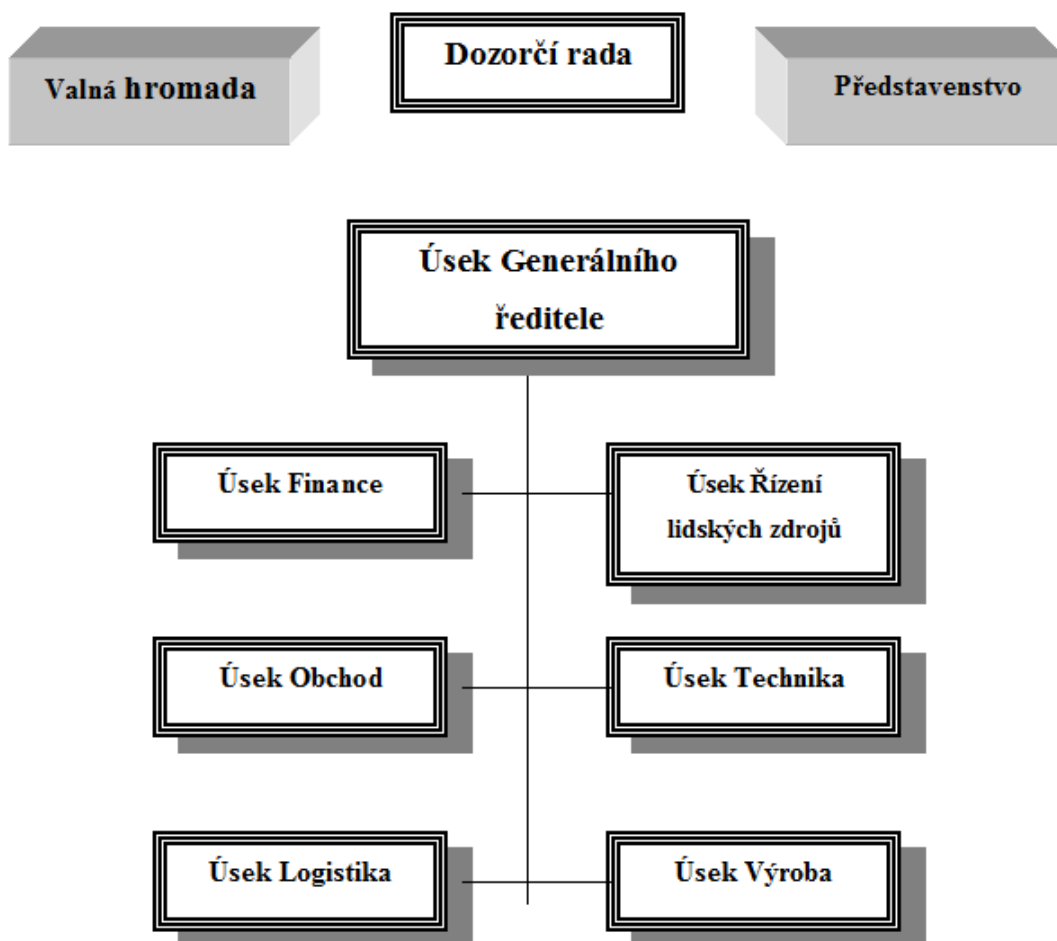 Valná hromada
Dozorčí rada
Představenstvo
Úsek Generálního
ředitele
Úsek Finance
Úsek Řízení
lidských zdrojů
Úsek Obchod
Úsek Technika
Úsek Logistika
Úsek Výroba